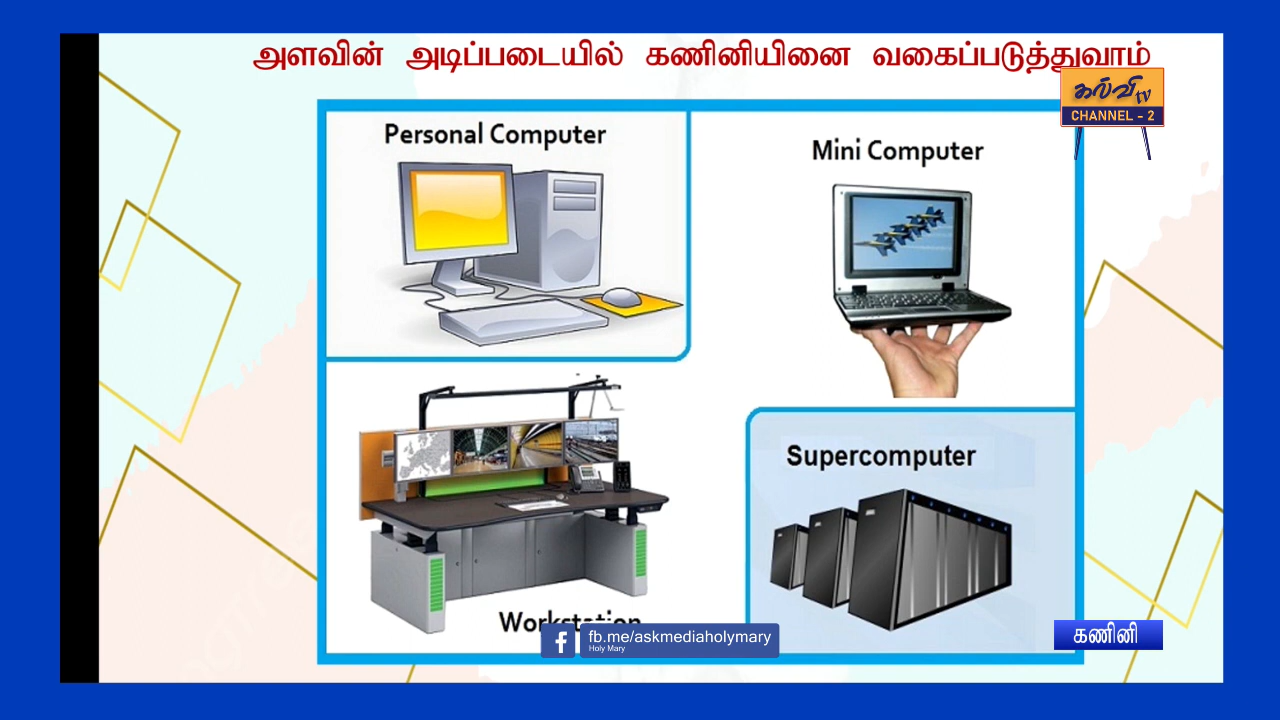 அளவின் அடிப்படையில் கணினியினை வகைப்படுத்துவாம்
கல்வி tv
CHANNEL - 2
Personal Computer
Mini Computer
Supercomputer
Workstation
fb.me/askmediaholymary
Holy Mary
கணினி